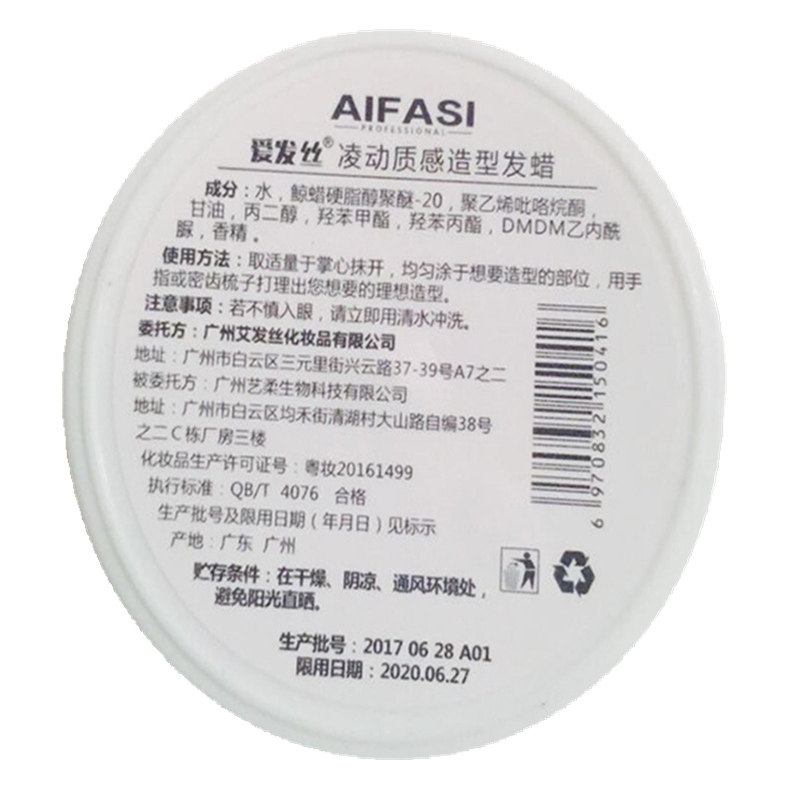 AIFASI
PROFESSIONAL
爱发丝® 凌动质感造型发蜡
成分：水，鲸蜡硬脂醇聚醚-20，聚乙烯吡咯烷酮，
甘油，丙二醇，羟苯甲酯，羟苯丙酯，DMDM乙内酰
脲，香精。
使用方法：取适量于掌心抹开，均匀涂于想要造型的部位，用手
指或密齿梳子打理出您想要的理想造型。
注意事项：若不慎入眼，请立即用清水冲洗。
委托方：广州艾发丝化妆品有限公司
地址：广州市白云区三元里街兴云路37-39号A7之二
被委托方：广州艺柔生物科技有限公司
地址：广州市白云区均禾街清湖村大山路自编38号
之二C栋厂房三楼
化妆品生产许可证号：粤妆20161499
执行标准：QB/T 4076 合格
生产批号及限用日期（年月日）见标示
产地：广东 广州
贮存条件：在干燥、阴凉、通风环境处，
避免阳光直晒。
生产批号：2017 06 28 A01
限用日期：2020.06.27
6 970832 150416